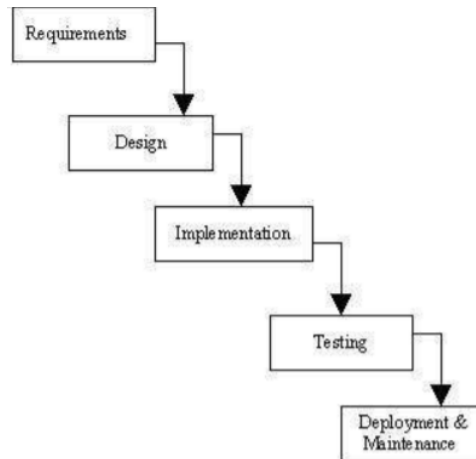 Requirements
Design
Implementation
Testing
Deployment &
Maintenance